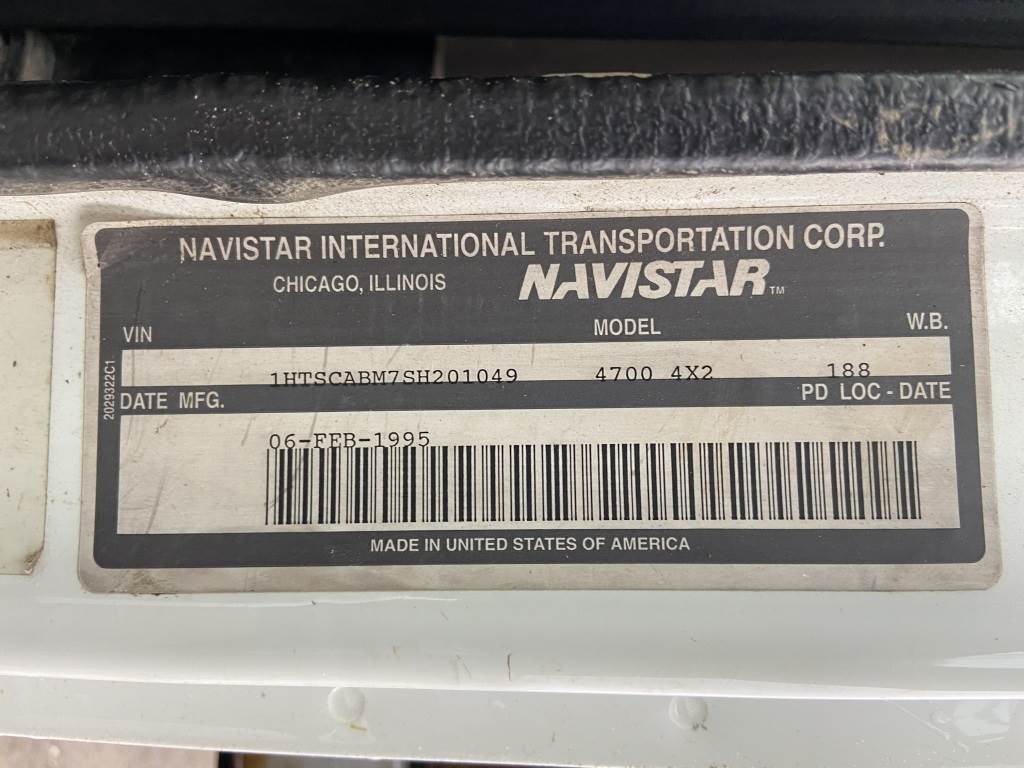 NAVISTAR INTERNATIONAL TRANSPORTATION CORP.
CHICAGO, ILLINOIS NAVISTAR TM
VIN MODEL W.B.
1HTSCABM7SH201049 4700 4X2 188
2029322C1
DATE MFG. PD LOC - DATE
06-FEB-1995
MADE IN UNITED STATES OF AMERICA